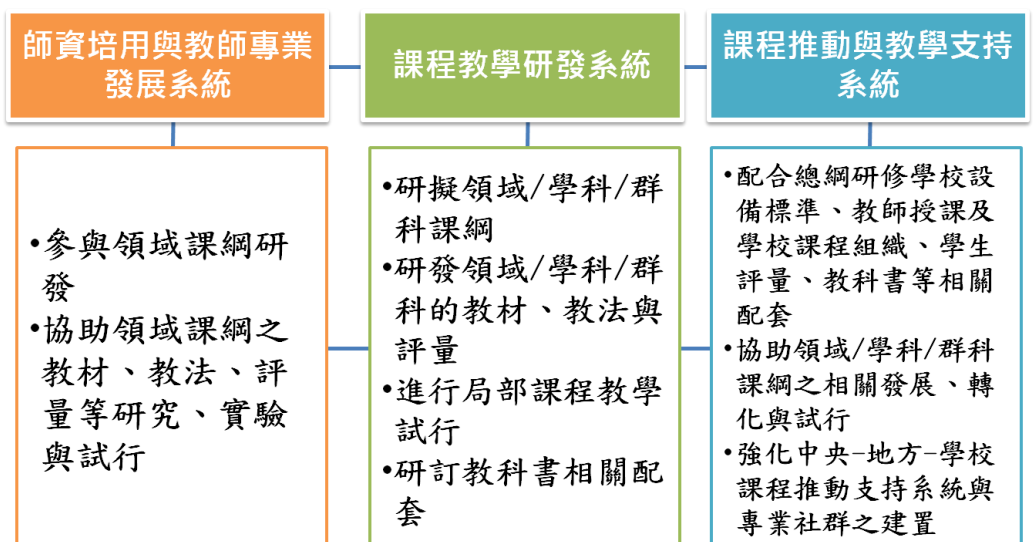 師資培用與教師專業
發展系統
課程教學研發系統
課程推動與教學支持
系統
•參與領域課綱研
發
•協助領域課綱之
教材、教法、評
量等研究、實驗
與試行
•研擬領域/學科/群
科課綱
•研發領域/學科/群
科的教材、教法與
評量
•進行局部課程教學
試行
•研訂教科書相關配
套
•配合總綱研修學校設
備標準、教師授課及
學校課程組織、學生
評量、教科書等相關
配套
•協助領域/學科/群科
課綱之相關發展、轉
化與試行
•強化中央-地方-學校
課程推動支持系統與
專業社群之建置